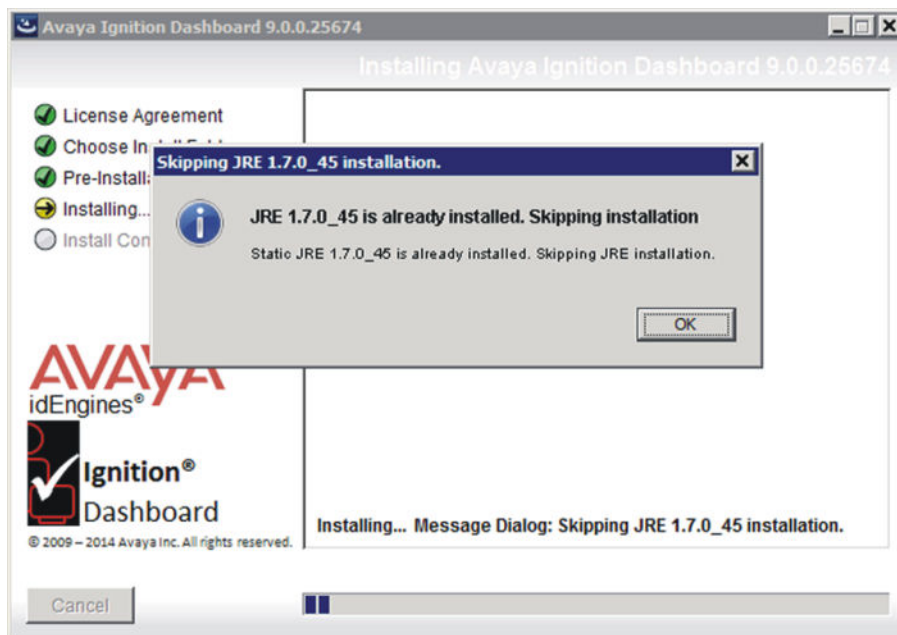 Avaya Ignition Dashboard 9.0.0.25674
Installing Avaya Ignition Dashboard 9.0.0.25674
License Agreement
Choose In
Pre-Install
Installing...
Install Con
Skipping JRE 1.7.0_45 installation.
JRE 1.7.0_45 is already installed. Skipping installation
Static JRE 1.7.0_45 is already installed. Skipping JRE installation.
OK
AVAYA
idEngines®
Ignition®
Dashboard
© 2009 – 2014 Avaya Inc. All rights reserved.
Installing... Message Dialog: Skipping JRE 1.7.0_45 installation.
Cancel